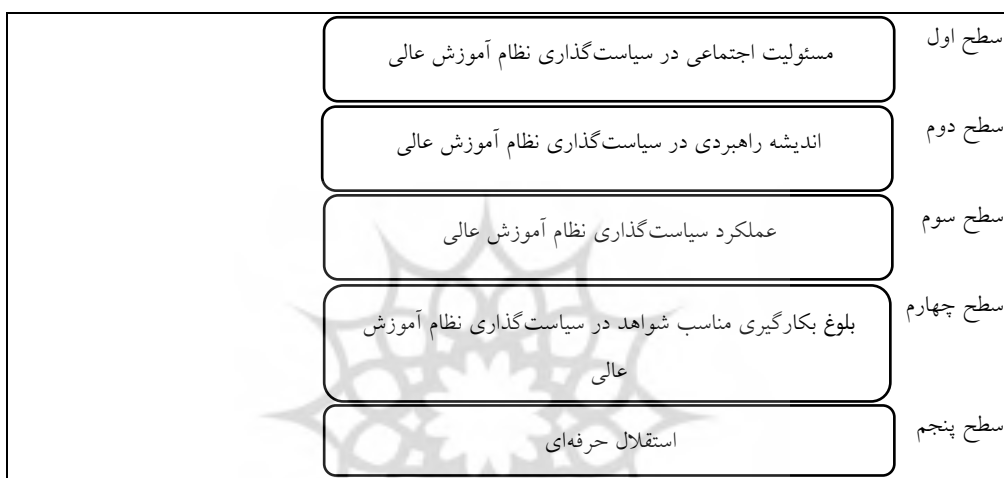 سطح اول
مسئولیت اجتماعی در سیاست‌گذاری نظام آموزش عالی
سطح دوم
اندیشه راهبردی در سیاست‌گذاری نظام آموزش عالی
سطح سوم
عملکرد سیاست‌گذاری نظام آموزش عالی
سطح چهارم
بلوغ بکارگیری مناسب شواهد در سیاست‌گذاری نظام آموزش
عالی
سطح پنجم
استقلال حرفه‌ای